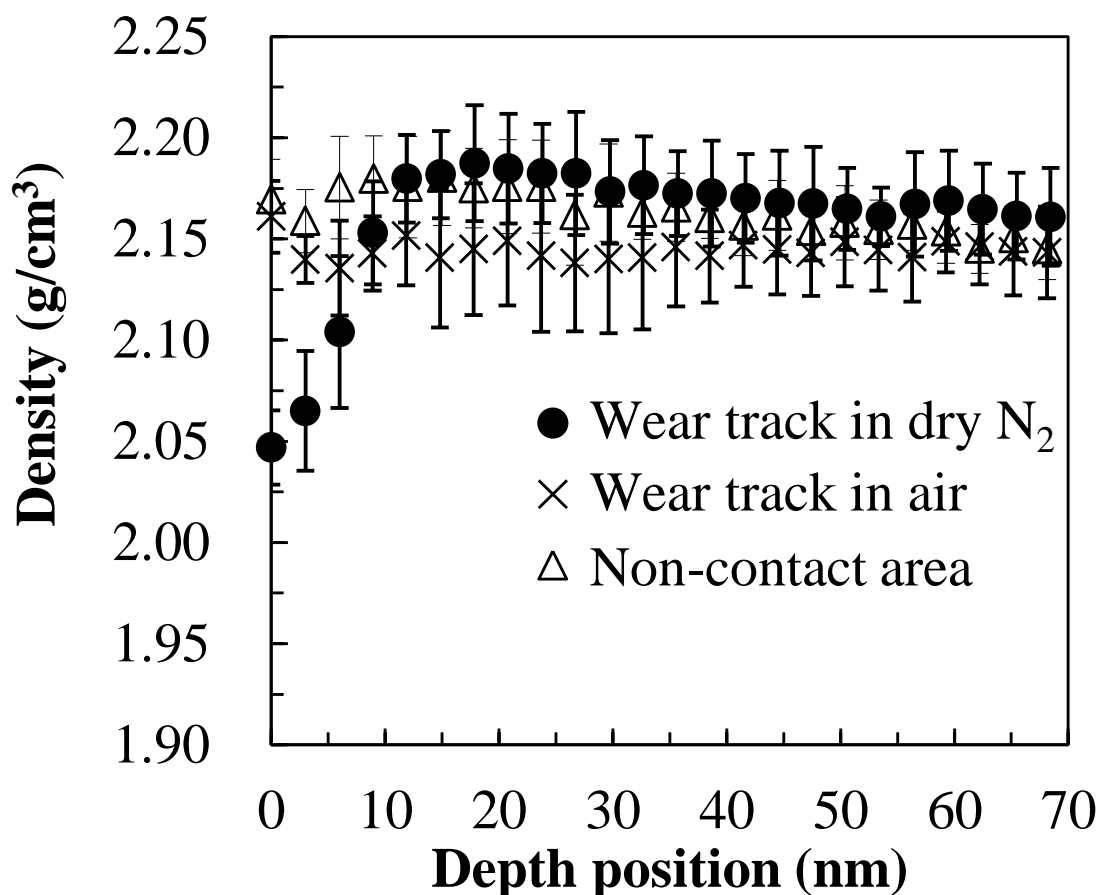 2.25
2.20
2.15
2.10
2.05
2.00
1.95
1.90
Density (g/cm³)
Wear track in dry N₂
Wear track in air
Non-contact area
0 10 20 30 40 50 60 70
Depth position (nm)